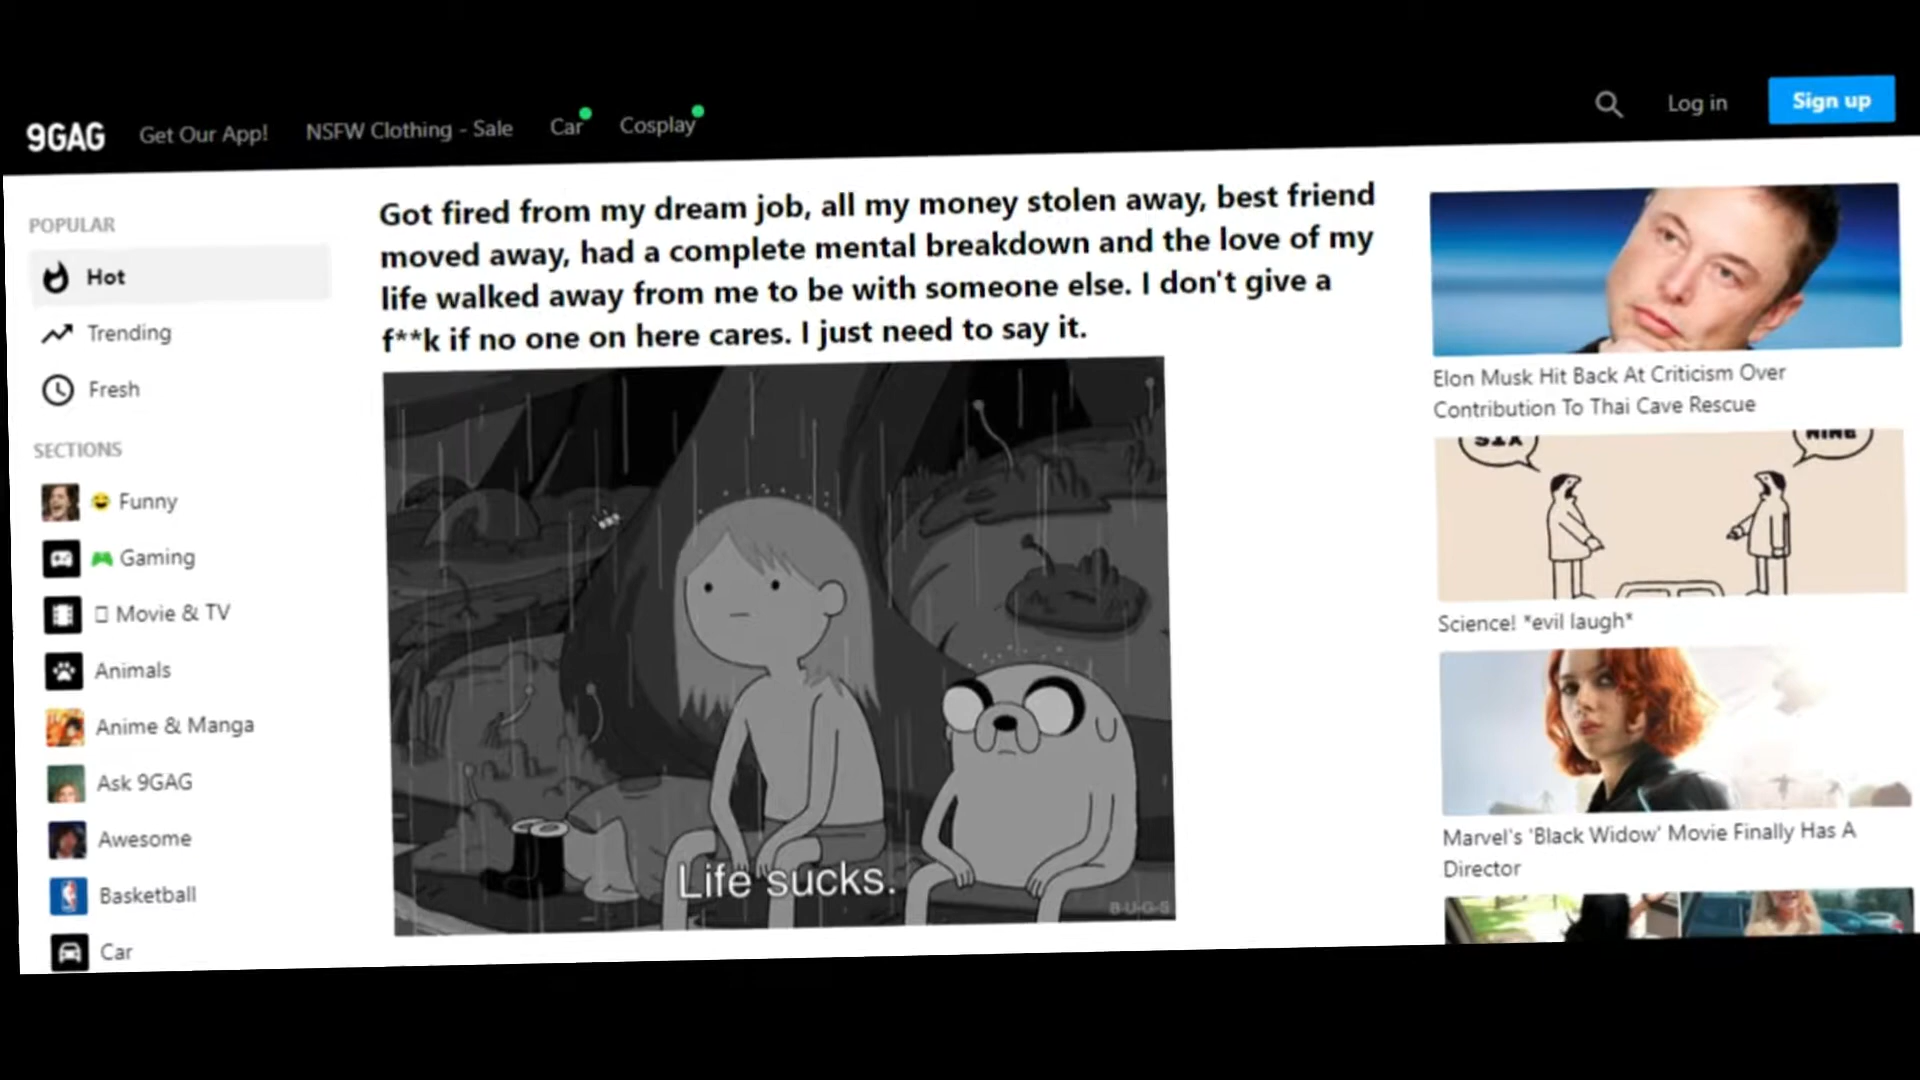 9GAG
Get Our App!
NSFW Clothing - Sale
Car
Cosplay
Log in
Sign up
POPULAR
Hot
Trending
Fresh
SECTIONS
Funny
Gaming
Movie & TV
Animals
Anime & Manga
Ask 9GAG
Awesome
Basketball
Car
Got fired from my dream job, all my money stolen away, best friend
moved away, had a complete mental breakdown and the love of my
life walked away from me to be with someone else. I don't give a
f**k if no one on here cares. I just need to say it.
Life sucks.
B-U-G-S
Elon Musk Hit Back At Criticism Over
Contribution To Thai Cave Rescue
SIX
NINE
Science! *evil laugh*
Marvel's 'Black Widow' Movie Finally Has A
Director